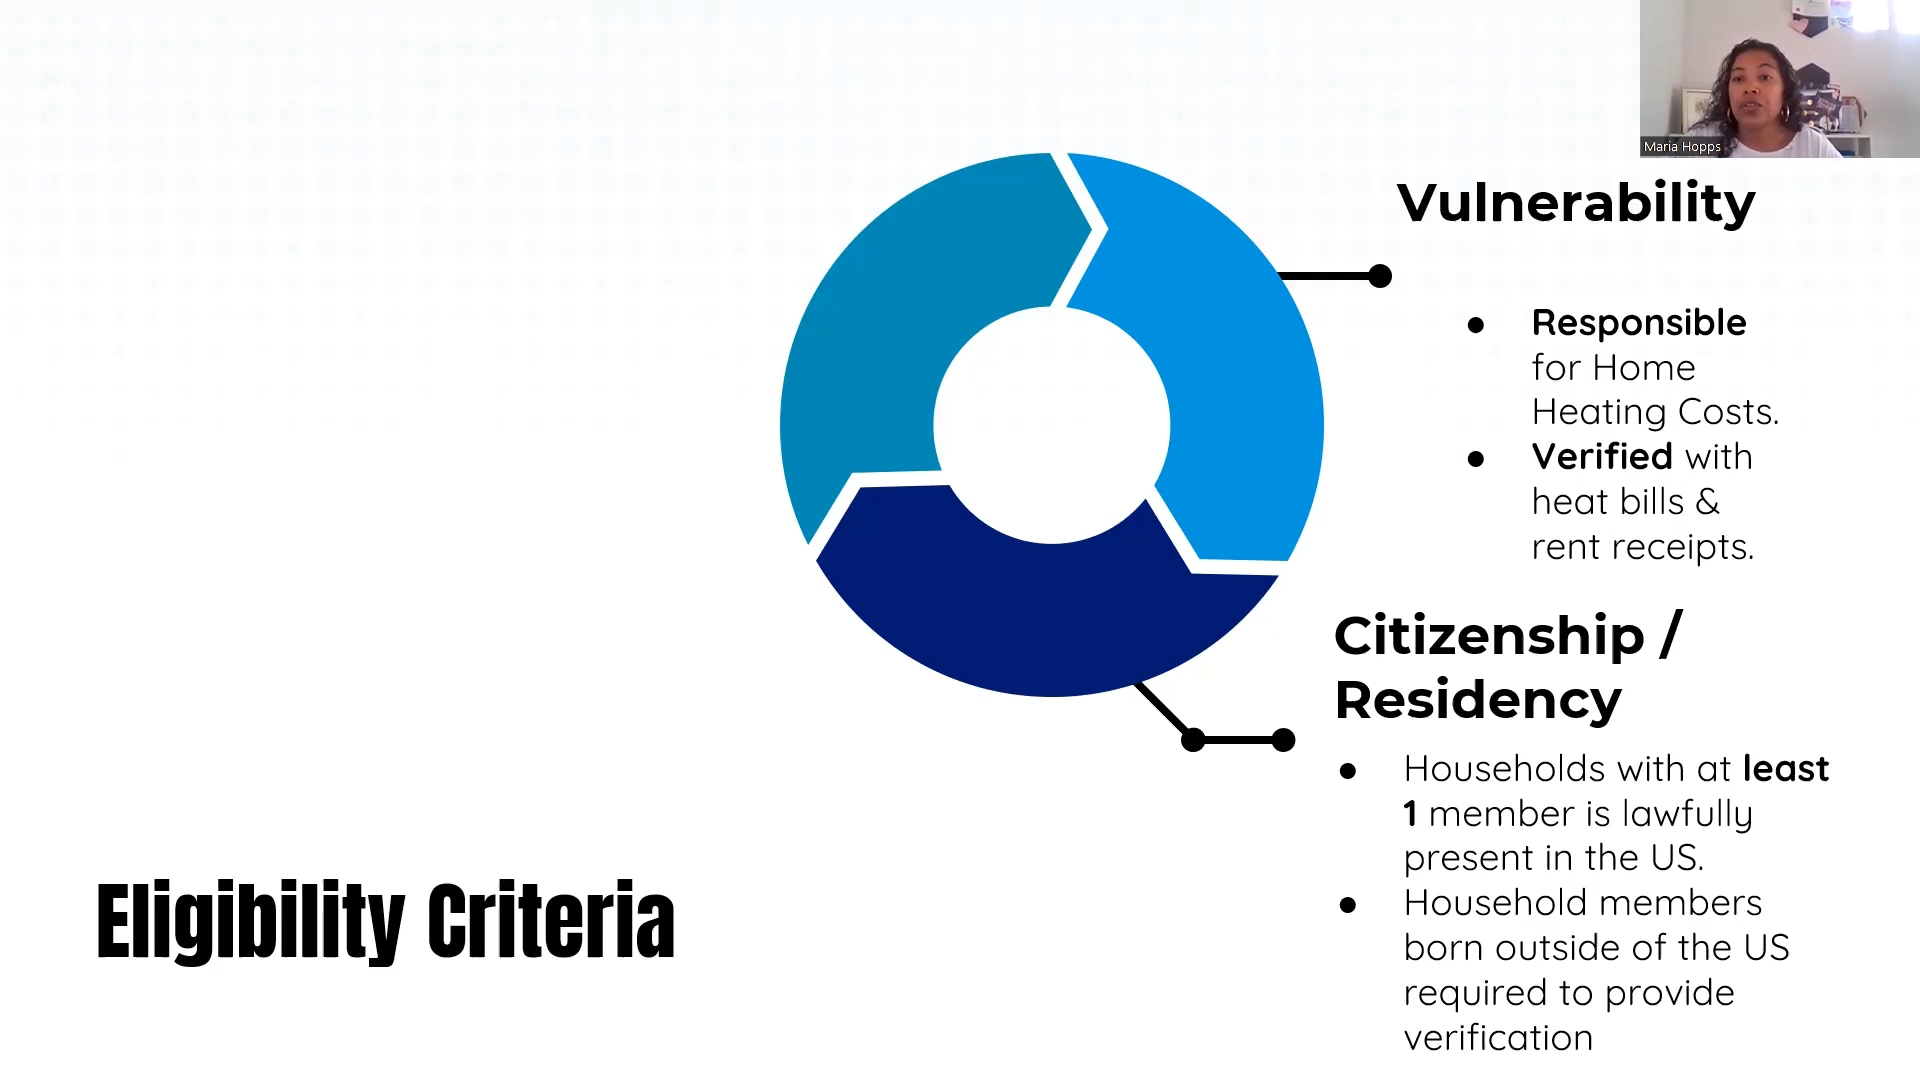 Maria Hopps
Vulnerability
● Responsible
for Home
Heating Costs.
● Verified with
heat bills &
rent receipts.
Citizenship /
Residency
● Households with at least
1 member is lawfully
present in the US.
● Household members
born outside of the US
required to provide
verification
Eligibility Criteria